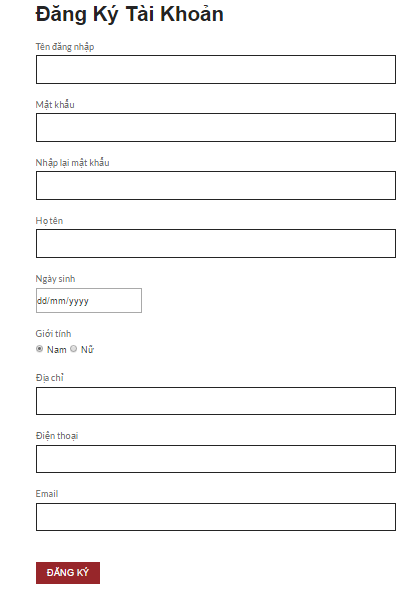 Đăng Ký Tài Khoản
Tên đăng nhập
Mật khẩu
Nhập lại mật khẩu
Họ tên
Ngày sinh
dd/mm/yyyy
Giới tính
Nam Nữ
Địa chỉ
Điện thoại
Email
ĐĂNG KÝ